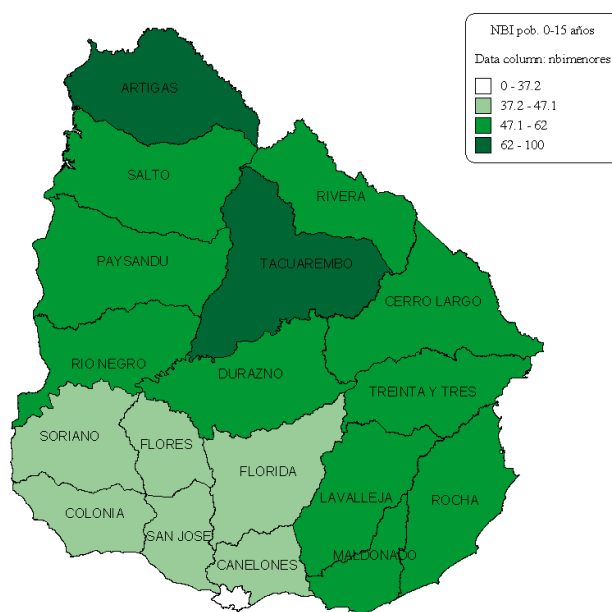 NBI pob. 0-15 años
Data column: nbimenores
0 - 37.2
37.2 - 47.1
47.1 - 62
62 - 100
ARTIGAS
SALTO
RIVERA
PAYSANDU
TACUAREMBO
CERRO LARGO
RIO NEGRO
DURAZNO
TREINTA Y TRES
SORIANO
FLORES
FLORIDA
LAVALLEJA
ROCHA
COLONIA
SAN JOSE
MALDONADO
CANELONES